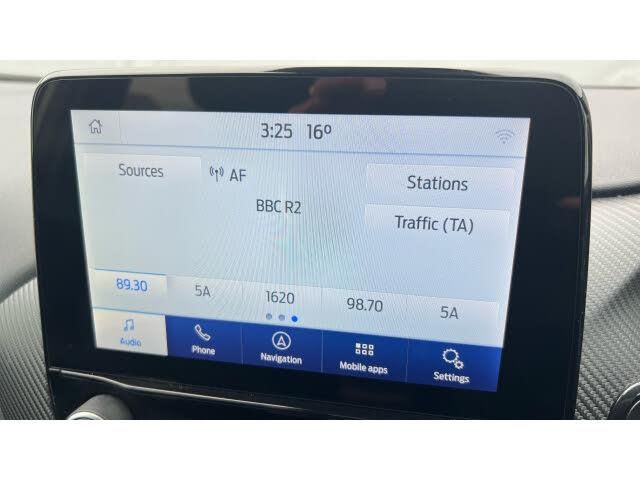 3:25 16º
Sources
AF
Stations
BBC R2
Traffic (TA)
89.30
5A
1620
98.70
5A
Audio
Phone
Navigation
Mobile apps
Settings